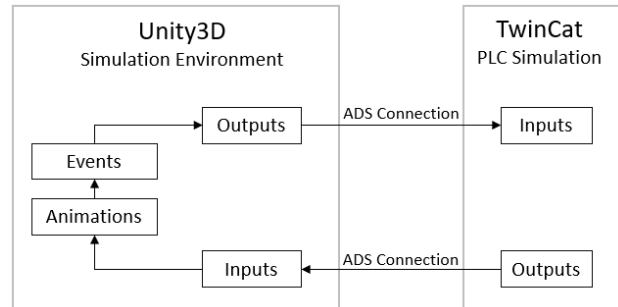 Unity3D
Simulation Environment
TwinCat
PLC Simulation
Outputs
ADS Connection
Inputs
Events
Animations
Inputs
ADS Connection
Outputs